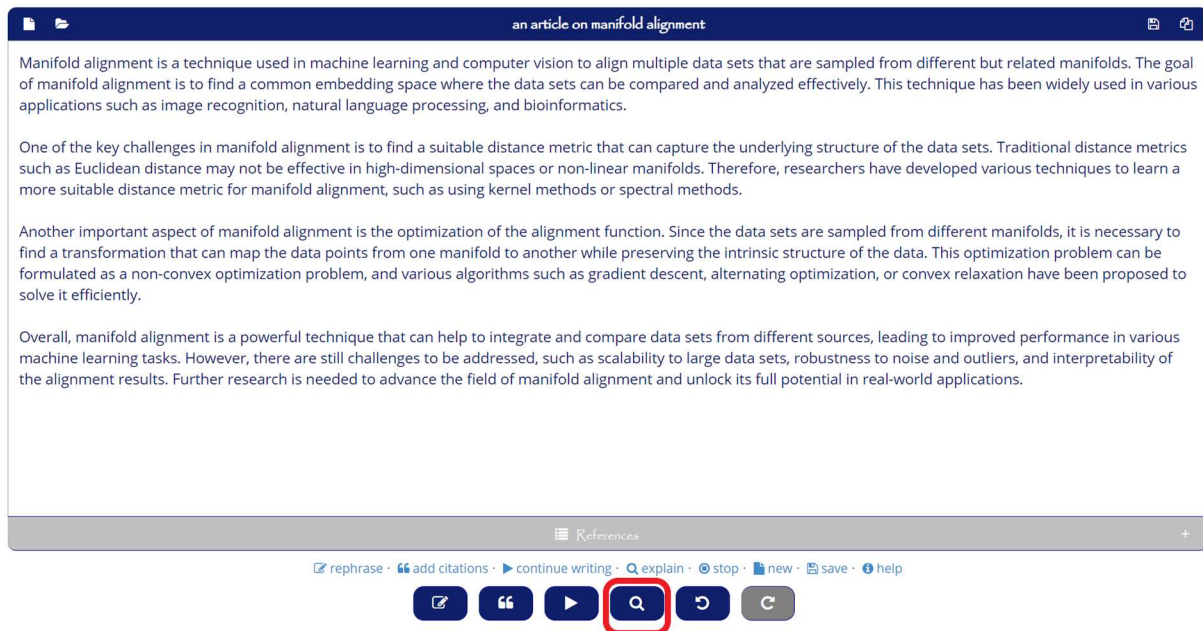 an article on manifold alignment
Manifold alignment is a technique used in machine learning and computer vision to align multiple data sets that are sampled from different but related manifolds. The goal
of manifold alignment is to find a common embedding space where the data sets can be compared and analyzed effectively. This technique has been widely used in various
applications such as image recognition, natural language processing, and bioinformatics.
One of the key challenges in manifold alignment is to find a suitable distance metric that can capture the underlying structure of the data sets. Traditional distance metrics
such as Euclidean distance may not be effective in high-dimensional spaces or non-linear manifolds. Therefore, researchers have developed various techniques to learn a
more suitable distance metric for manifold alignment, such as using kernel methods or spectral methods.
Another important aspect of manifold alignment is the optimization of the alignment function. Since the data sets are sampled from different manifolds, it is necessary to
find a transformation that can map the data points from one manifold to another while preserving the intrinsic structure of the data. This optimization problem can be
formulated as a non-convex optimization problem, and various algorithms such as gradient descent, alternating optimization, or convex relaxation have been proposed to
solve it efficiently.
Overall, manifold alignment is a powerful technique that can help to integrate and compare data sets from different sources, leading to improved performance in various
machine learning tasks. However, there are still challenges to be addressed, such as scalability to large data sets, robustness to noise and outliers, and interpretability of
the alignment results. Further research is needed to advance the field of manifold alignment and unlock its full potential in real-world applications.
References +
rephrase · add citations · continue writing · explain · stop · new · save · help